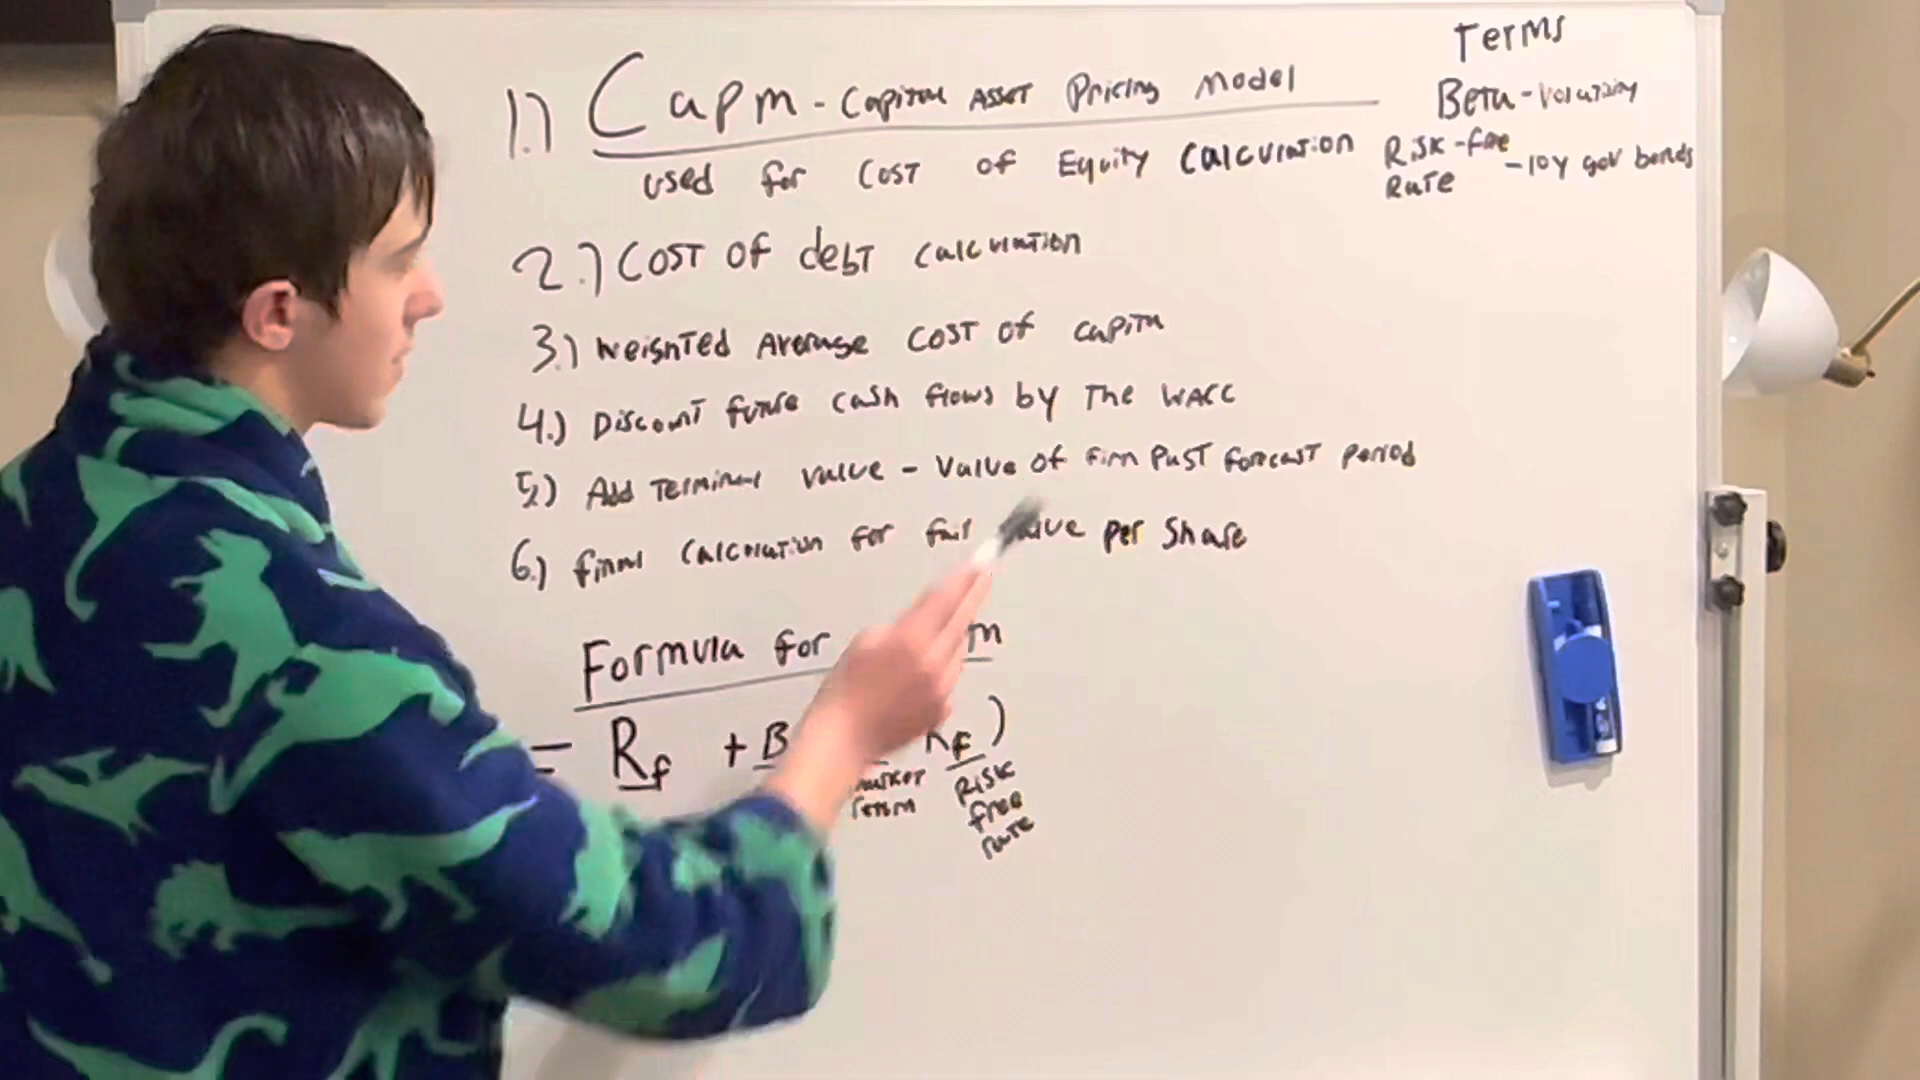 1.) Capm - Capital Asset Pricing Model
used for Cost of Equity Calculation
2.) Cost of debt calculation
3.) Weighted Average Cost of Capital
4.) Discount future cash flows by the WACC
5.) Add Terminal value - Value of firm past forecast period
6.) final calculation for fair value per share
Formula for m
= Rf + B Rf )
market
return
Risk
free
rate
Terms
Beta - volatility
Risk-free
Rate - 10Y gov bonds